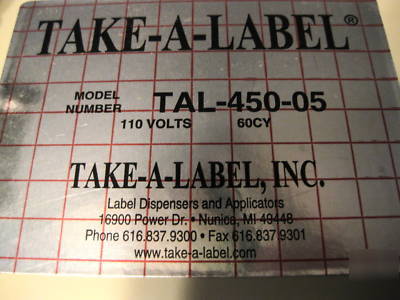 TAKE-A-LABEL®
MODEL NUMBER TAL-450-05
110 VOLTS 60CY
TAKE-A-LABEL, INC.
Label Dispensers and Applicators
16900 Power Dr. • Nunica, MI 49448
Phone 616.837.9300 • Fax 616.837.9301
www.take-a-label.com